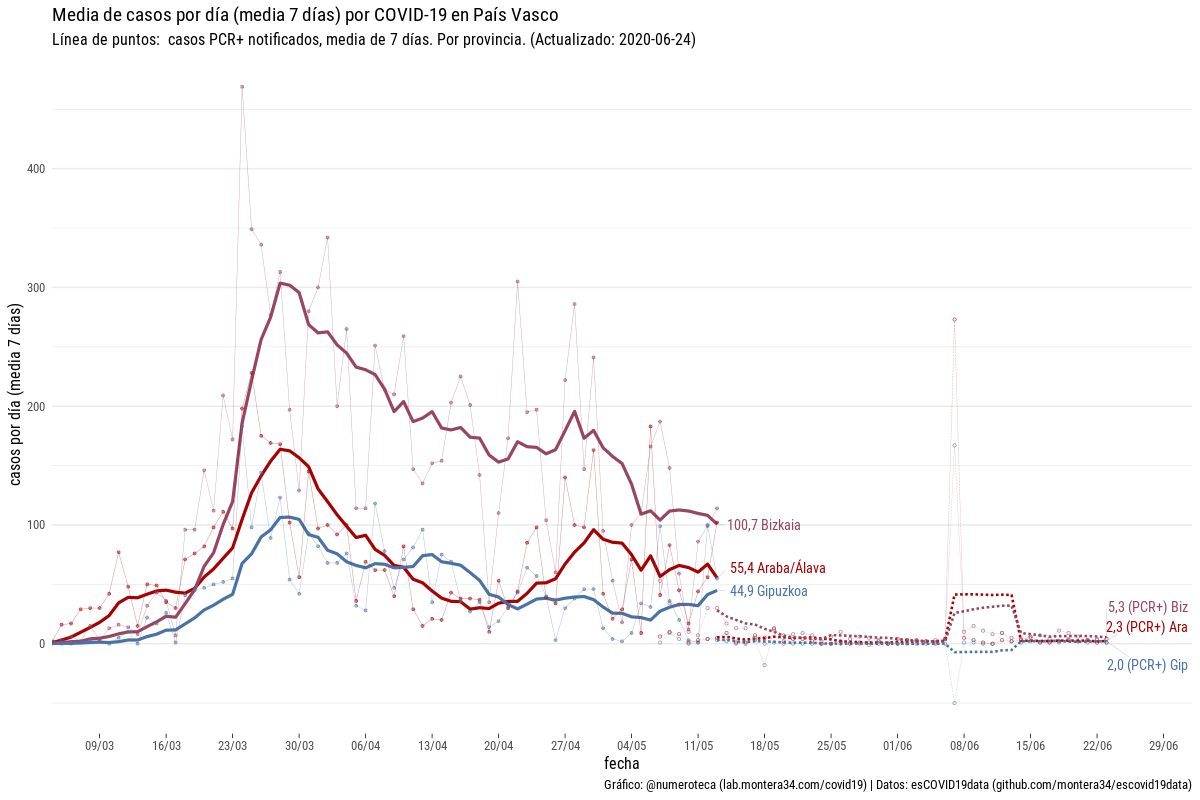 Media de casos por día (media 7 días) por COVID-19 en País Vasco
Línea de puntos:  casos PCR+ notificados, media de 7 días. Por provincia. (Actualizado: 2020-06-24)
casos por día (media 7 días)
400
300
200
100
0
100,7 Bizkaia
55,4 Araba/Álava
44,9 Gipuzkoa
5,3 (PCR+) Biz
2,3 (PCR+) Ara
2,0 (PCR+) Gip
09/03 16/03 23/03 30/03 06/04 13/04 20/04 27/04 04/05 11/05 18/05 25/05 01/06 08/06 15/06 22/06 29/06
fecha
Gráfico: @numeroteca (lab.montera34.com/covid19) | Datos: esCOVID19data (github.com/montera34/escovid19data)